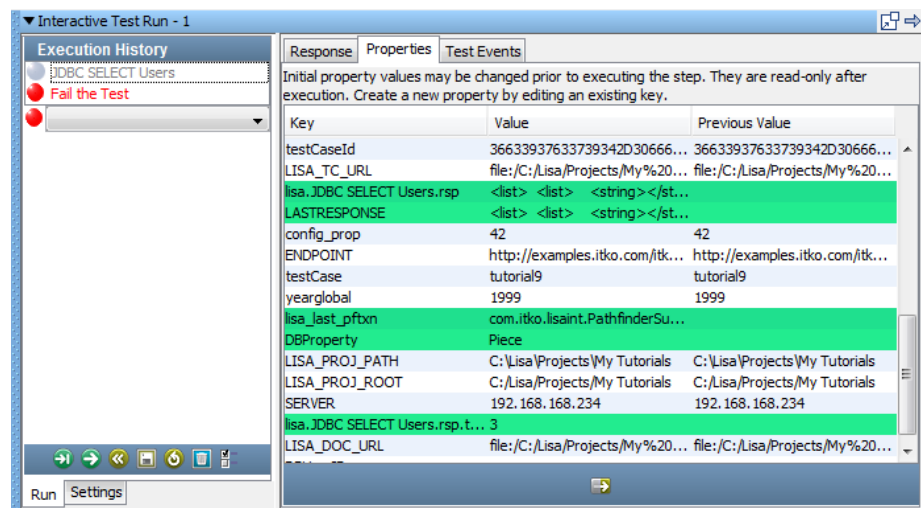 Interactive Test Run - 1
Execution History
JDBC SELECT Users
Fail the Test
Run Settings
Response Properties Test Events
Initial property values may be changed prior to executing the step. They are read-only after
execution. Create a new property by editing an existing key.
Key Value Previous Value
testCaseId 36633937633739342D30666... 36633937633739342D30666...
LISA_TC_URL file:/C:/Lisa/Projects/My%20... file:/C:/Lisa/Projects/My%20...
lisa.JDBC SELECT Users.rsp <list> <list> <string></st...
LASTRESPONSE <list> <list> <string></st...
config_prop 42 42
ENDPOINT http://examples.itko.com/itk... http://examples.itko.com/itk...
testCase tutorial9 tutorial9
yearglobal 1999 1999
lisa_last_pftxn com.itko.lisaint.PathfinderSu...
DBProperty Piece
LISA_PROJ_PATH C:\Lisa\Projects\My Tutorials C:\Lisa\Projects\My Tutorials
LISA_PROJ_ROOT C:/Lisa/Projects/My Tutorials C:/Lisa/Projects/My Tutorials
SERVER 192.168.168.234 192.168.168.234
lisa.JDBC SELECT Users.rsp.t... 3
LISA_DOC_URL file:/C:/Lisa/Projects/My%20... file:/C:/Lisa/Projects/My%20...